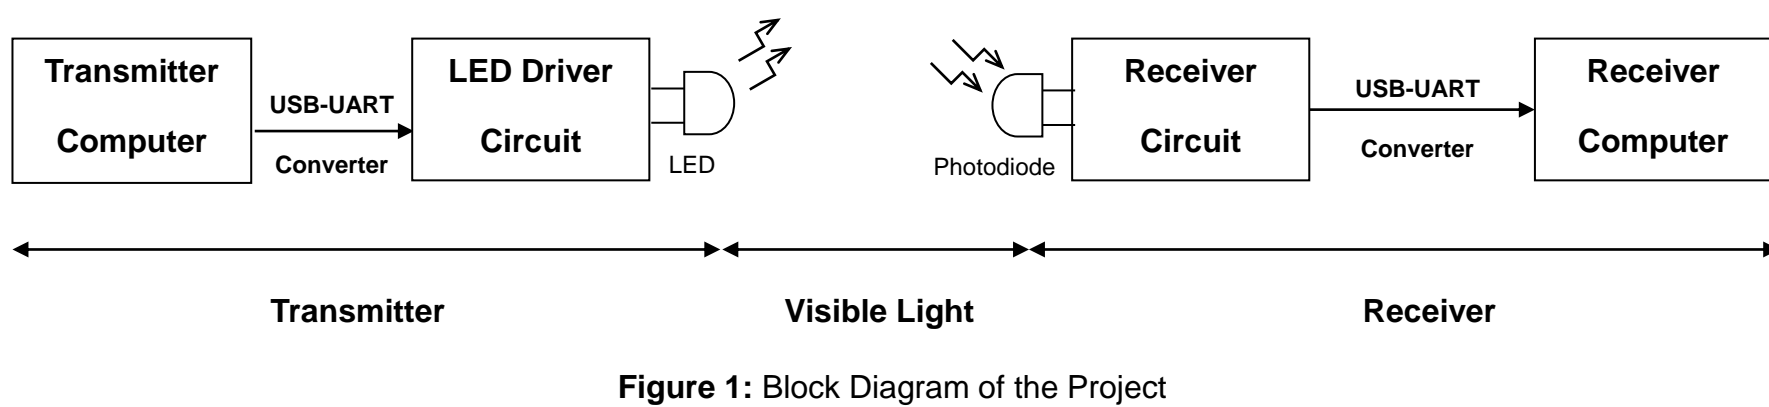 Transmitter
Computer
USB-UART
Converter
LED Driver
Circuit
LED
Photodiode
Receiver
Circuit
USB-UART
Converter
Receiver
Computer
Transmitter
Visible Light
Receiver
Figure 1: Block Diagram of the Project